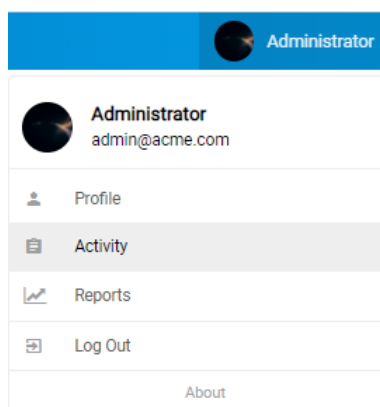 Administrator
Administrator
admin@acme.com
Profile
Activity
Reports
Log Out
About